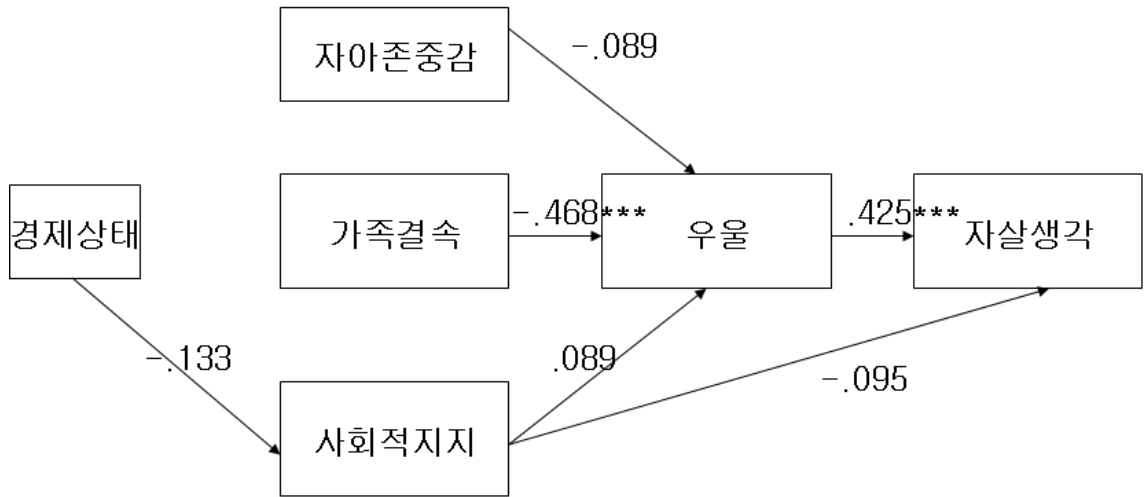 자아존중감
-.089
경제상태
가족결속
-.468***
우울
.425***
자살생각
-.133
.089
-.095
사회적지지